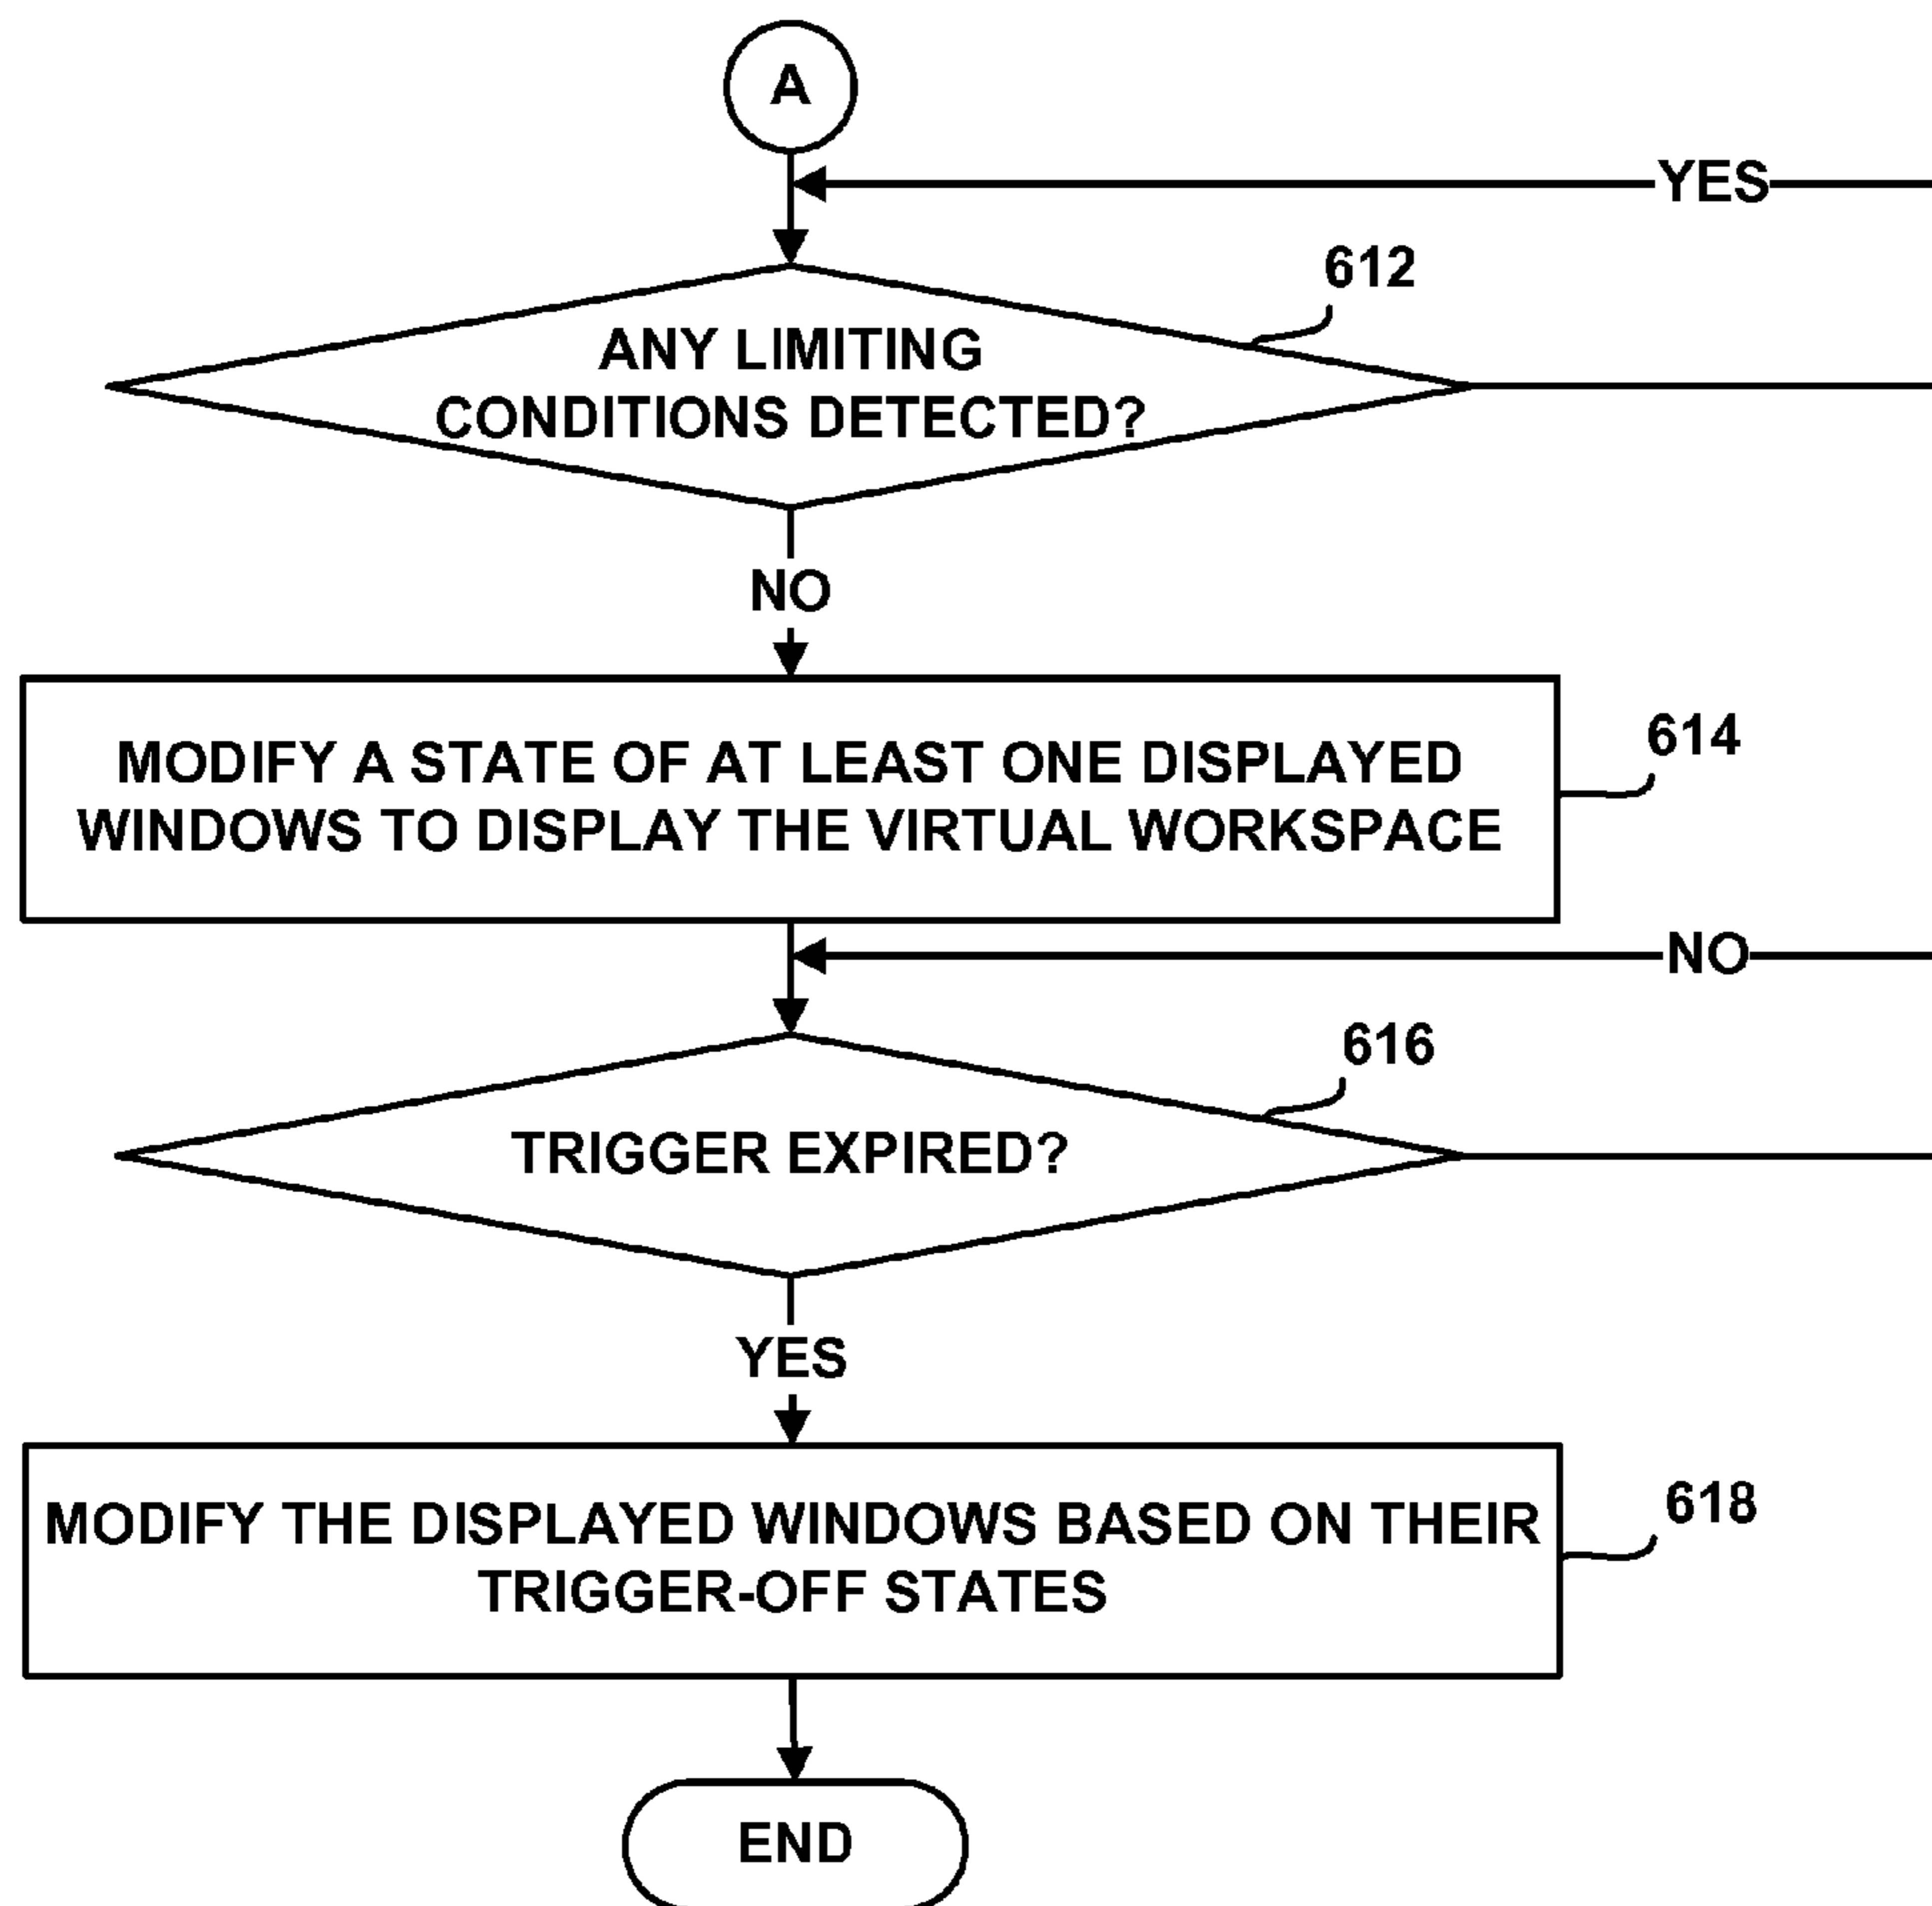 A
YES
612
ANY LIMITING
CONDITIONS DETECTED?
NO
614
MODIFY A STATE OF AT LEAST ONE DISPLAYED
WINDOWS TO DISPLAY THE VIRTUAL WORKSPACE
NO
616
TRIGGER EXPIRED?
YES
618
MODIFY THE DISPLAYED WINDOWS BASED ON THEIR
TRIGGER-OFF STATES
END